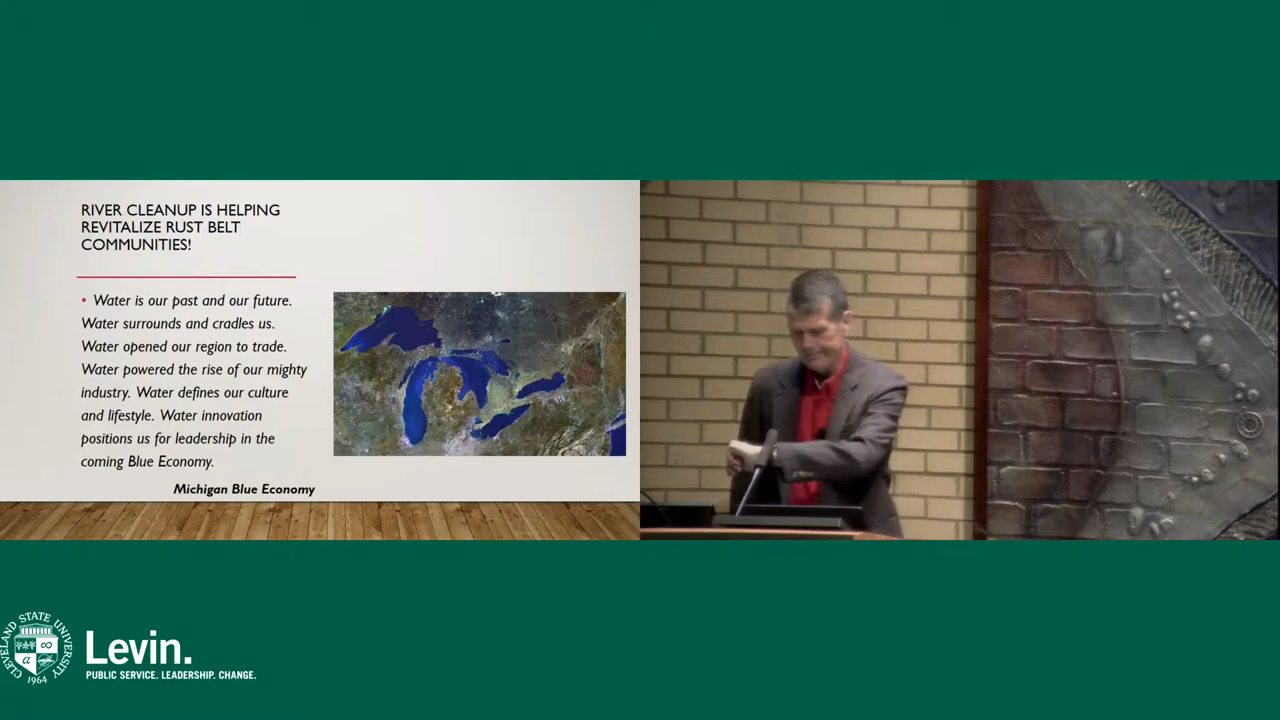 RIVER CLEANUP IS HELPING
REVITALIZE RUST BELT
COMMUNITIES!
• Water is our past and our future.
Water surrounds and cradles us.
Water opened our region to trade.
Water powered the rise of our mighty
industry. Water defines our culture
and lifestyle. Water innovation
positions us for leadership in the
coming Blue Economy.
Michigan Blue Economy
CLEVELAND STATE UNIVERSITY
1964
Levin.
PUBLIC SERVICE. LEADERSHIP. CHANGE.